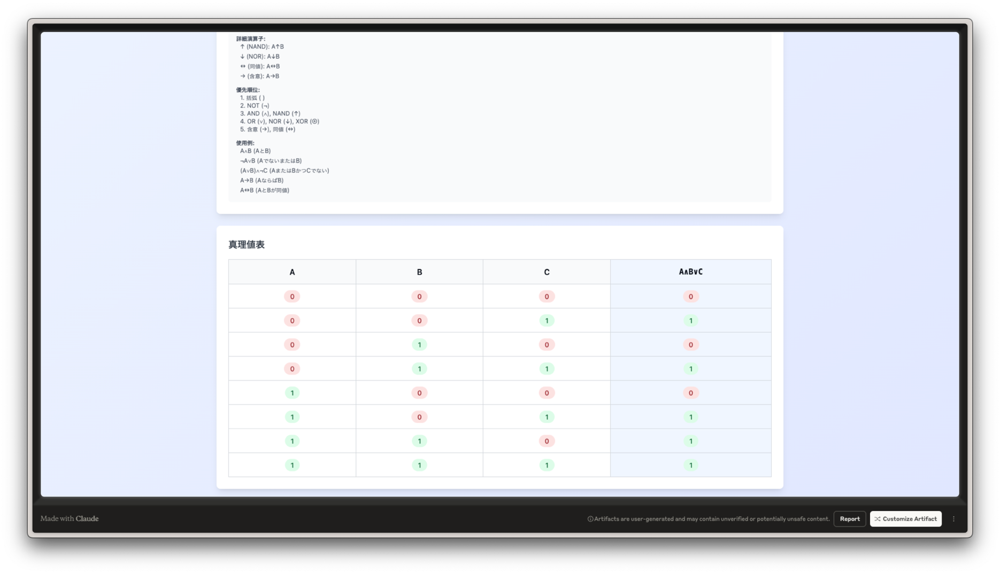 詳細演算子:
↑ (NAND): A↑B
↓ (NOR): A↓B
↔ (同値): A↔B
→ (含意): A→B
優先順位:
1. 括弧 ( )
2. NOT (¬)
3. AND (∧), NAND (↑)
4. OR (∨), NOR (↓), XOR (⊕)
5. 含意 (→), 同値 (↔)
使用例:
A∧B (AとB)
¬A∨B (AでないまたはB)
(A∨B)∧¬C (AまたはBかつCでない)
A→B (AならばB)
A↔B (AとBが同値)
真理値表
A B C A∧B∨C
0 0 0 0
0 0 1 1
0 1 0 0
0 1 1 1
1 0 0 0
1 0 1 1
1 1 0 1
1 1 1 1
Made with Claude
Artifacts are user-generated and may contain unverified or potentially unsafe content. Report Customize Artifact